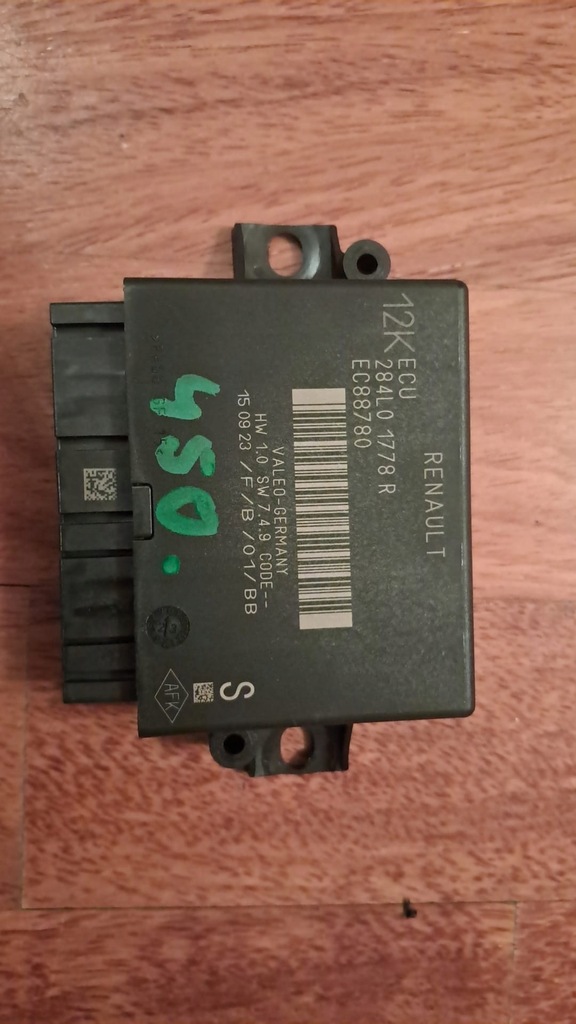 RENAULT
12K ECU
284L0 1778 R
EC88780
VALEO-GERMANY
HW 1.0 SW 7.4.9 CODE--
15 09 23 /F/B /01/BB
450.
S
AFK